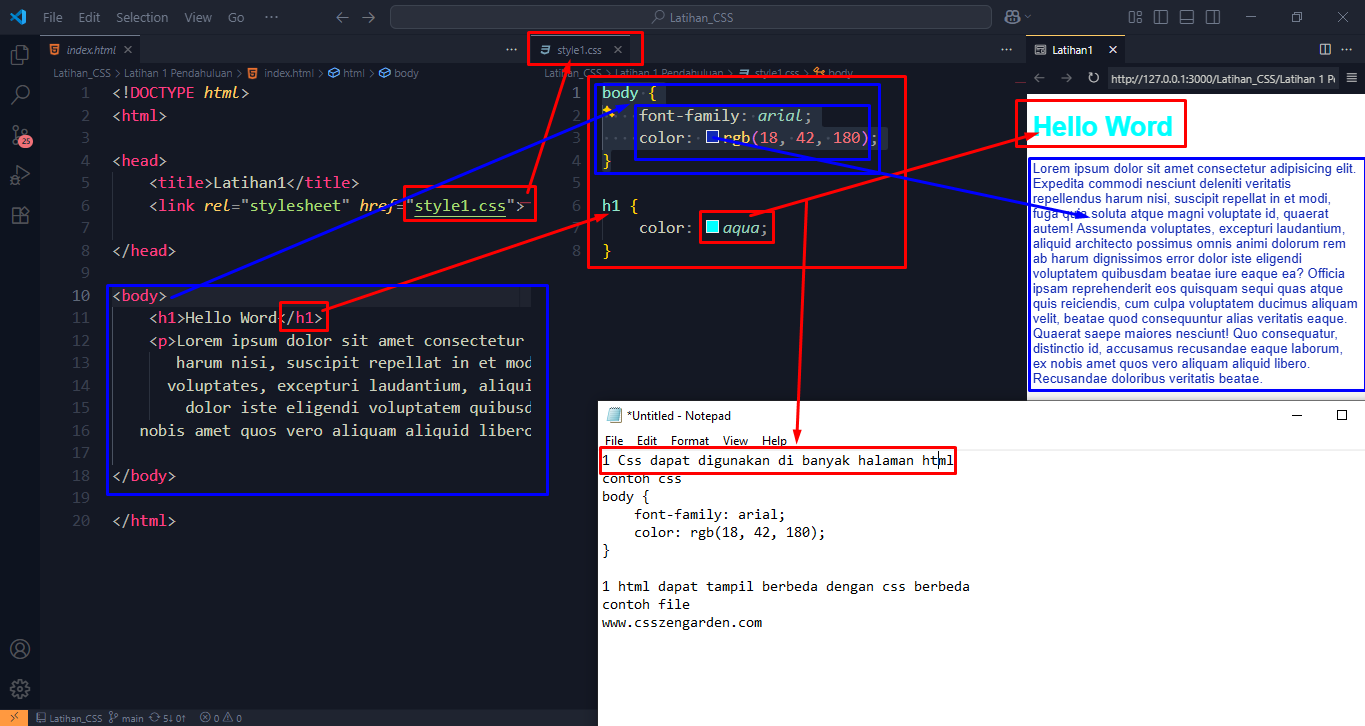 File Edit Selection View Go ··· Latihan_CSS
index.html
Latihan_CSS > Latihan 1 Pendahuluan > index.html > html > body
1 <!DOCTYPE html>
2 <html>
3
4 <head>
5 <title>Latihan1</title>
6 <link rel="stylesheet" href="style1.css">
7
8 </head>
9
10 <body>
11 <h1>Hello Word</h1>
12 <p>Lorem ipsum dolor sit amet consectetur
13 harum nisi, suscipit repellat in et mod
14 voluptates, excepturi laudantium, aliqui
15 dolor iste eligendi voluptatem quibusd
16 nobis amet quos vero aliquam aliquid libero
17
18 </body>
19
20 </html>
25
style1.css
Latihan_CSS > Latihan 1 Pendahuluan > style1.css > body
1 body {
2 font-family: arial;
3 color: rgb(18, 42, 180);
4 }
5
6 h1 {
7 color: aqua;
8 }
Latihan1
http://127.0.0.1:3000/Latihan_CSS/Latihan 1 Pe
Hello Word
Lorem ipsum dolor sit amet consectetur adipisicing elit.
Expedita commodi nesciunt deleniti veritatis
repellendus harum nisi, suscipit repellat in et modi,
fuga quia soluta atque magni voluptate id, quaerat
autem! Assumenda voluptates, excepturi laudantium,
aliquid architecto possimus omnis animi dolorum rem
ab harum dignissimos error dolor iste eligendi
voluptatem quibusdam beatae iure eaque ea? Officia
ipsam reprehenderit eos quisquam sequi quas atque
quis reiciendis, cum culpa voluptatem ducimus aliquam
velit, beatae quod consequuntur alias veritatis eaque.
Quaerat saepe maiores nesciunt! Quo consequatur,
distinctio id, accusamus recusandae eaque laborum,
ex nobis amet quos vero aliquam aliquid libero.
Recusandae doloribus veritatis beatae.
*Untitled - Notepad
File Edit Format View Help
1 Css dapat digunakan di banyak halaman html
contoh css
body {
font-family: arial;
color: rgb(18, 42, 180);
}
1 html dapat tampil berbeda dengan css berbeda
contoh file
www.csszengarden.com
Latihan_CSS main 5↓ 0↑ 0 0